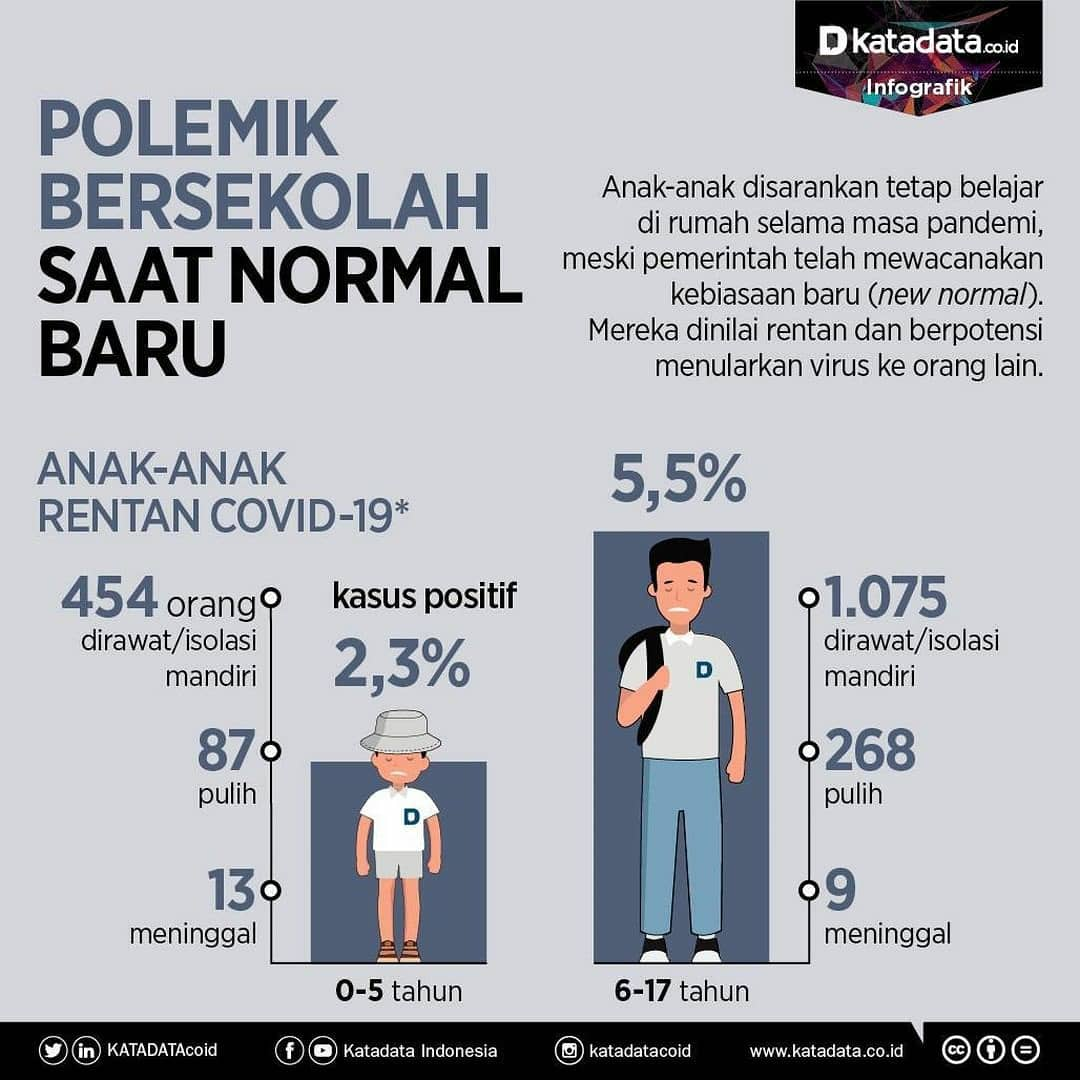 Dkatadata.co.id
Infografik
POLEMIK
BERSEKOLAH
SAAT NORMAL
BARU
Anak-anak disarankan tetap belajar
di rumah selama masa pandemi,
meski pemerintah telah mewacanakan
kebiasaan baru (new normal).
Mereka dinilai rentan dan berpotensi
menularkan virus ke orang lain.
ANAK-ANAK
RENTAN COVID-19*
454 orang
dirawat/isolasi
mandiri
87
pulih
13
meninggal
kasus positif
2,3%
D
0-5 tahun
5,5%
D
6-17 tahun
1.075
dirawat/isolasi
mandiri
268
pulih
9
meninggal
in KATADATAcoid
f Katadata Indonesia
katadatacoid
www.katadata.co.id
cc